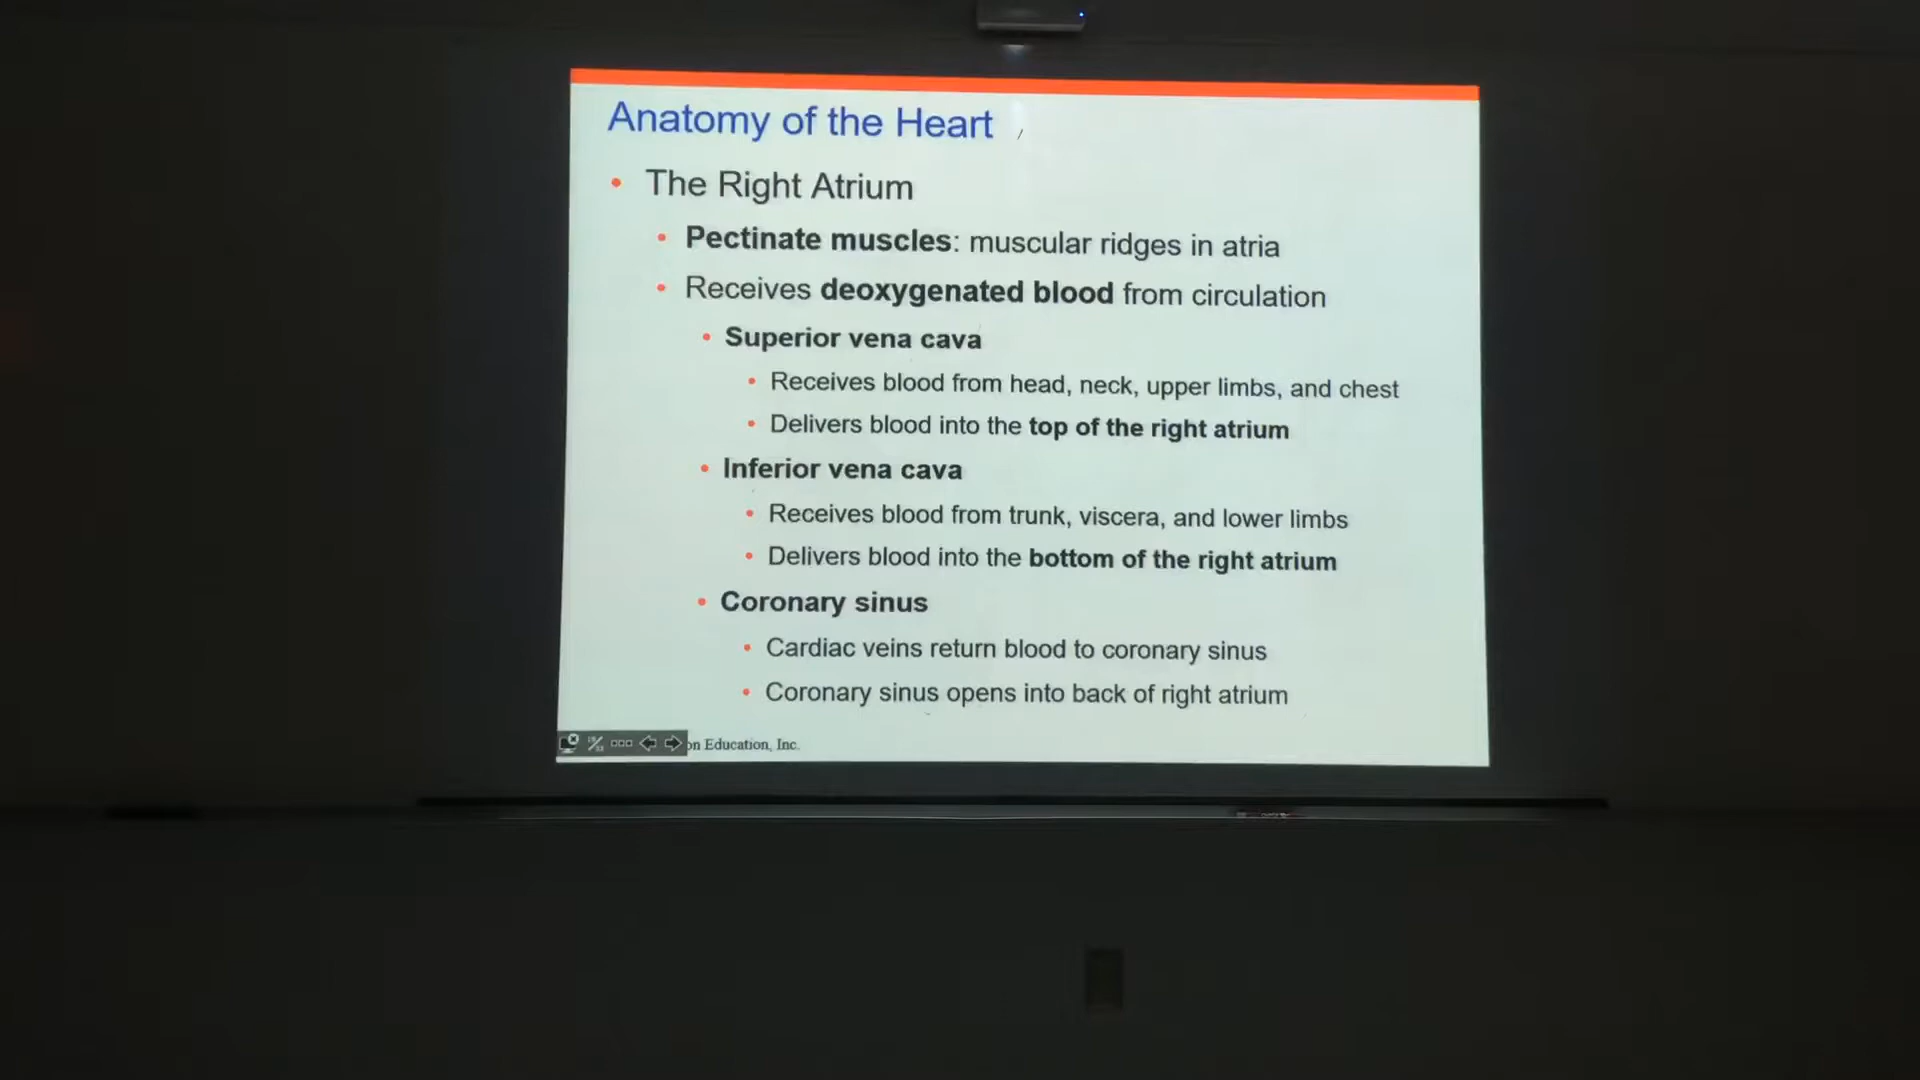 Anatomy of the Heart
• The Right Atrium
• Pectinate muscles: muscular ridges in atria
• Receives deoxygenated blood from circulation
• Superior vena cava
• Receives blood from head, neck, upper limbs, and chest
• Delivers blood into the top of the right atrium
• Inferior vena cava
• Receives blood from trunk, viscera, and lower limbs
• Delivers blood into the bottom of the right atrium
• Coronary sinus
• Cardiac veins return blood to coronary sinus
• Coronary sinus opens into back of right atrium
on Education, Inc.